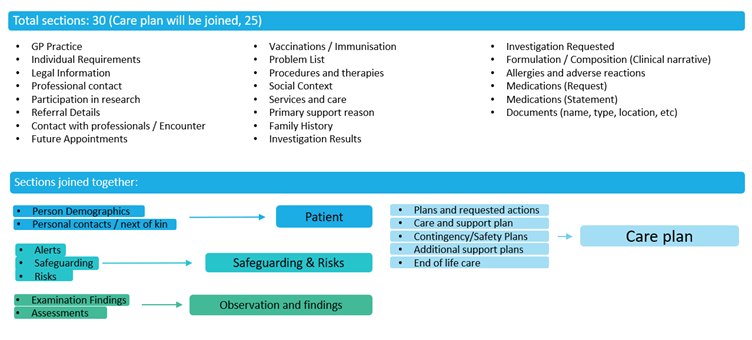 Total sections: 30 (Care plan will be joined, 25)
• GP Practice
• Individual Requirements
• Legal Information
• Professional contact
• Participation in research
• Referral Details
• Contact with professionals / Encounter
• Future Appointments
• Vaccinations / Immunisation
• Problem List
• Procedures and therapies
• Social Context
• Services and care
• Primary support reason
• Family History
• Investigation Results
• Investigation Requested
• Formulation / Composition (Clinical narrative)
• Allergies and adverse reactions
• Medications (Request)
• Medications (Statement)
• Documents (name, type, location, etc)
Sections joined together:
• Person Demographics
• Personal contacts / next of kin
Patient
• Alerts
• Safeguarding
• Risks
Safeguarding & Risks
• Examination Findings
• Assessments
Observation and findings
• Plans and requested actions
• Care and support plan
• Contingency/Safety Plans
• Additional support plans
• End of life care
Care plan